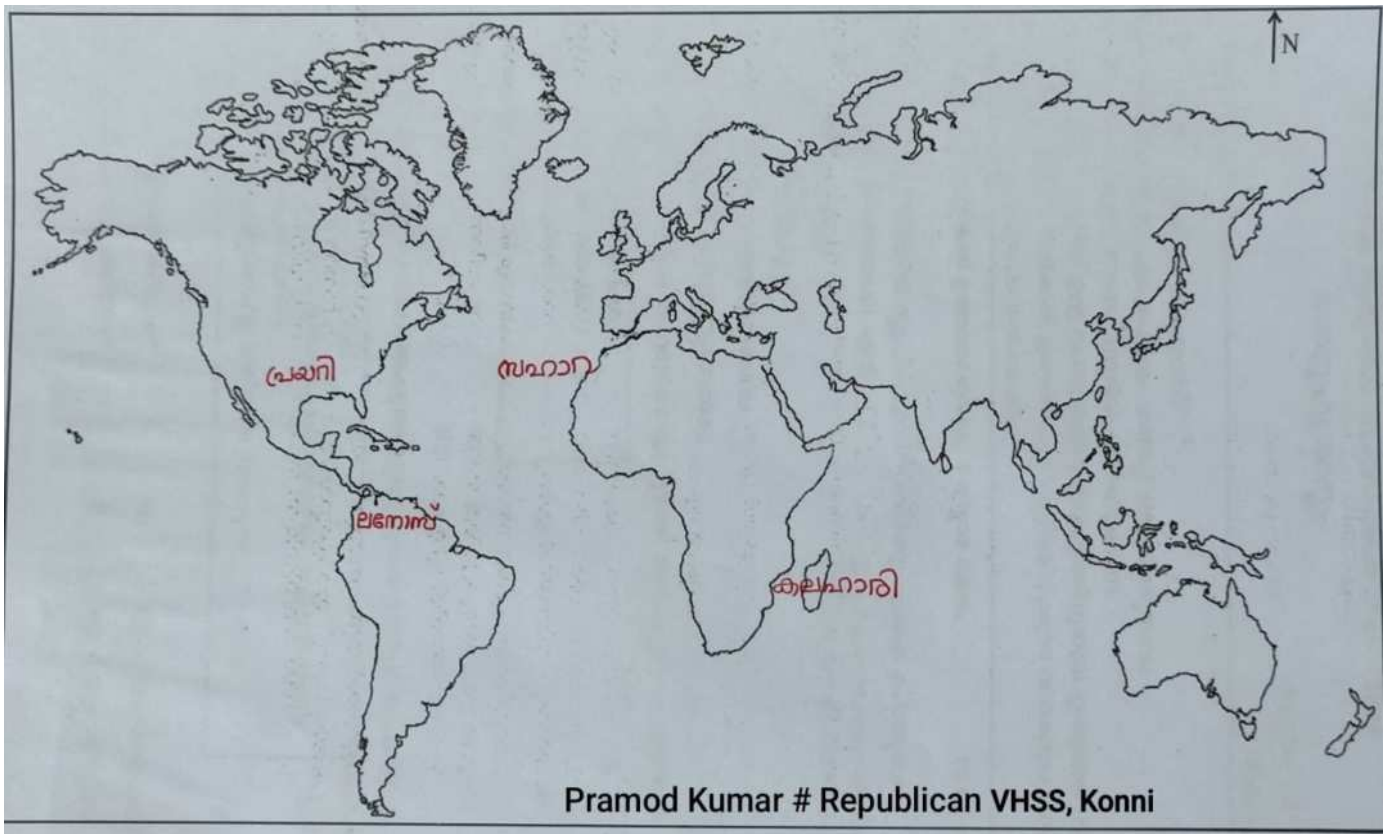 N
പ്രയറി
സഹാറ
ലനോസ്
കലഹാരി
Pramod Kumar # Republican VHSS, Konni